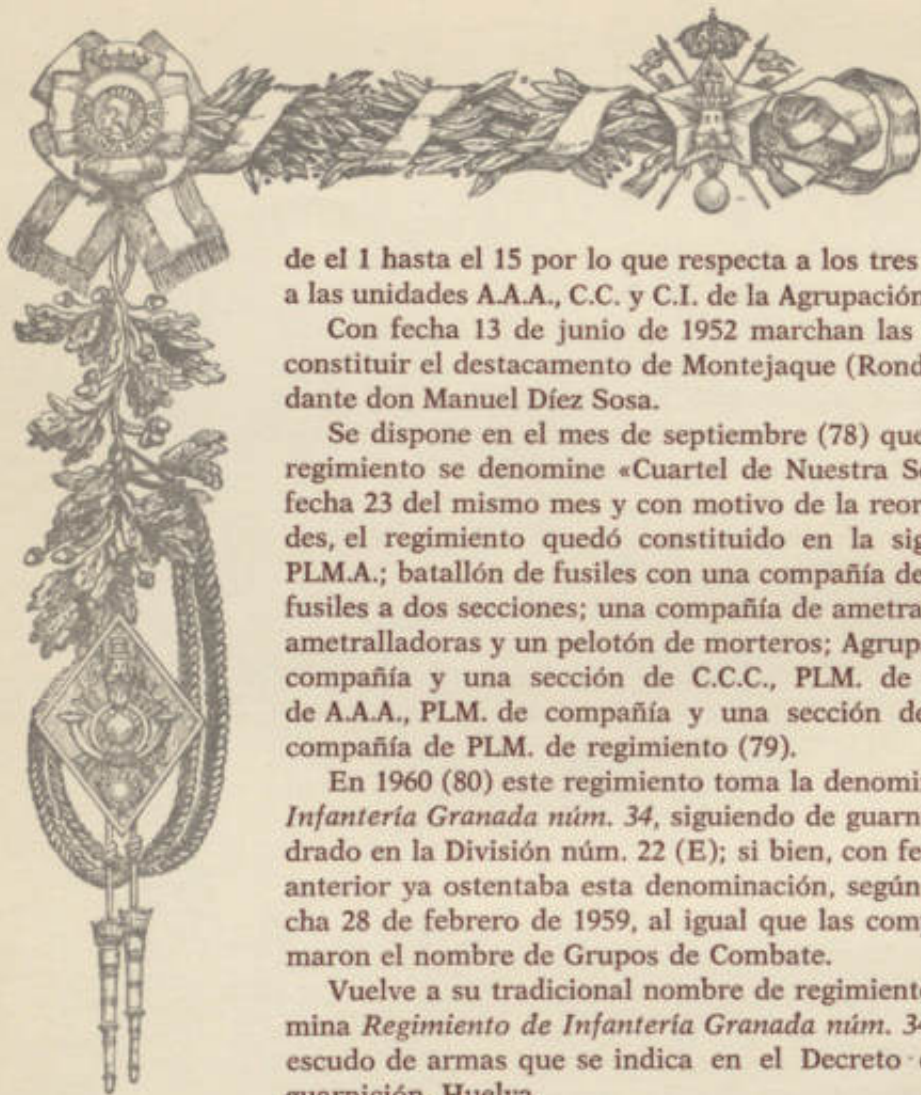 de el 1 hasta el 15 por lo que respecta a los tres
a las unidades A.A.A., C.C. y C.I. de la Agrupación
Con fecha 13 de junio de 1952 marchan las
constituir el destacamento de Montejaque (Rond
dante don Manuel Díez Sosa.
Se dispone en el mes de septiembre (78) que
regimiento se denomine «Cuartel de Nuestra Se
fecha 23 del mismo mes y con motivo de la reor
des, el regimiento quedó constituido en la sig
PLM.A.; batallón de fusiles con una compañía de
fusiles a dos secciones; una compañía de ametra
ametralladoras y un pelotón de morteros; Agrup
compañía y una sección de C.C.C., PLM. de
de A.A.A., PLM. de compañía y una sección de
compañía de PLM. de regimiento (79).
En 1960 (80) este regimiento toma la denomi
Infantería Granada núm. 34, siguiendo de guarn
drado en la División núm. 22 (E); si bien, con fe
anterior ya ostentaba esta denominación, según
cha 28 de febrero de 1959, al igual que las com
maron el nombre de Grupos de Combate.
Vuelve a su tradicional nombre de regimient
mina Regimiento de Infantería Granada núm. 34
escudo de armas que se indica en el Decreto
guarnición, Huelva